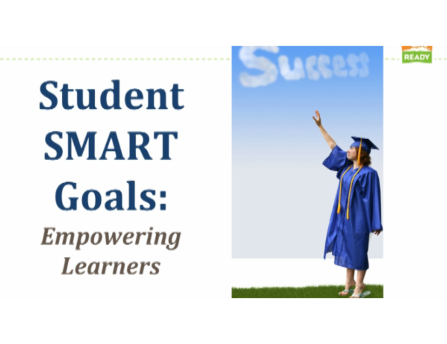 Success
READY
Student
SMART
Goals:
Empowering
Learners